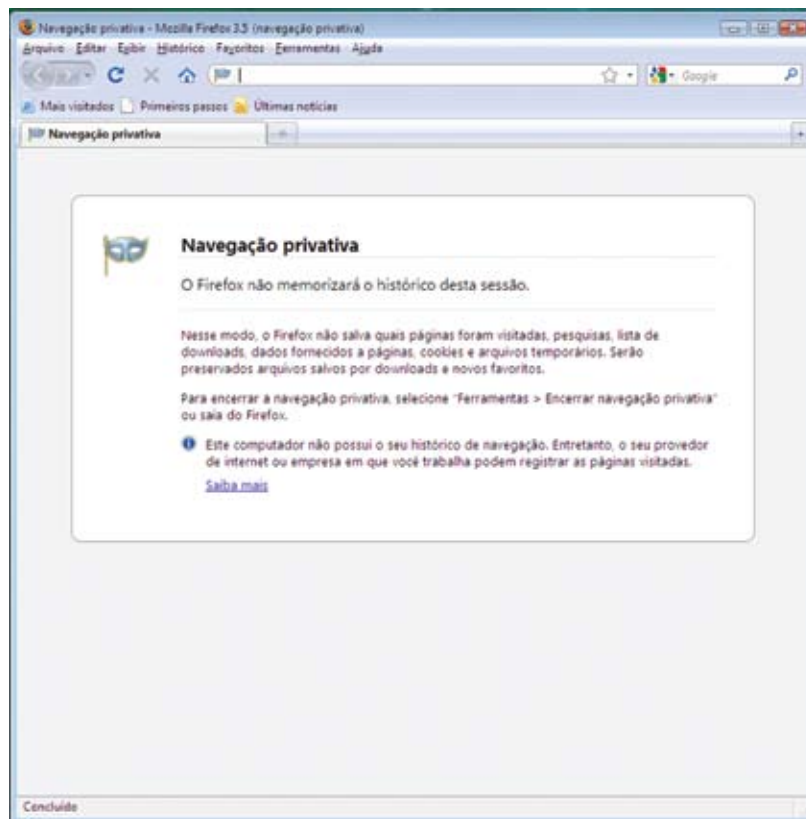 Navegação privativa - Mozilla Firefox 3.5 (navegação privativa)
Arquivo Editar Exibir Histórico Favoritos Ferramentas Ajuda
Google
Mais visitados Primeiros passos Últimas notícias
Navegação privativa
Navegação privativa
O Firefox não memorizará o histórico desta sessão.
Nesse modo, o Firefox não salva quais páginas foram visitadas, pesquisas, lista de
downloads, dados fornecidos a páginas, cookies e arquivos temporários. Serão
preservados arquivos salvos por downloads e novos favoritos.
Para encerrar a navegação privativa, selecione "Ferramentas > Encerrar navegação privativa"
ou saia do Firefox.
Este computador não possui o seu histórico de navegação. Entretanto, o seu provedor
de internet ou empresa em que você trabalha podem registrar as páginas visitadas.
Saiba mais
Concluído